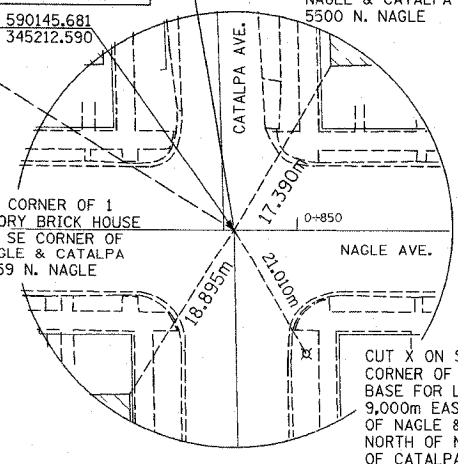 NAGLE & CATALPA
5500 N. NAGLE
590145.681
345212.590
CATALPA AVE.
17.390m
0+850
NAGLE AVE.
CORNER OF 1
ORY BRICK HOUSE
SE CORNER OF
GLE & CATALPA
59 N. NAGLE
18.895m
21.010m
CUT X ON
CORNER OF
BASE FOR L
9,000m EAS
OF NAGLE &
NORTH OF N
OF CATALPA